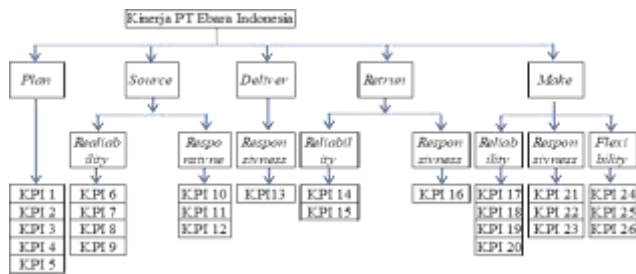 Kinerja PT Ebara Indonesia
Plan
Source
Deliver
Retrun
Make
Realiab
ility
Respo
nsivne
Respon
sivness
Reliabil
ity
Respon
sivness
Reliab
ility
Respon
sivness
Flexi
bility
KPI 1
KPI 2
KPI 3
KPI 4
KPI 5
KPI 6
KPI 7
KPI 8
KPI 9
KPI 10
KPI 11
KPI 12
KPI13
KPI 14
KPI 15
KPI 16
KPI 17
KPI 18
KPI 19
KPI 20
KPI 21
KPI 22
KPI 23
KPI 24
KPI 25
KPI 26